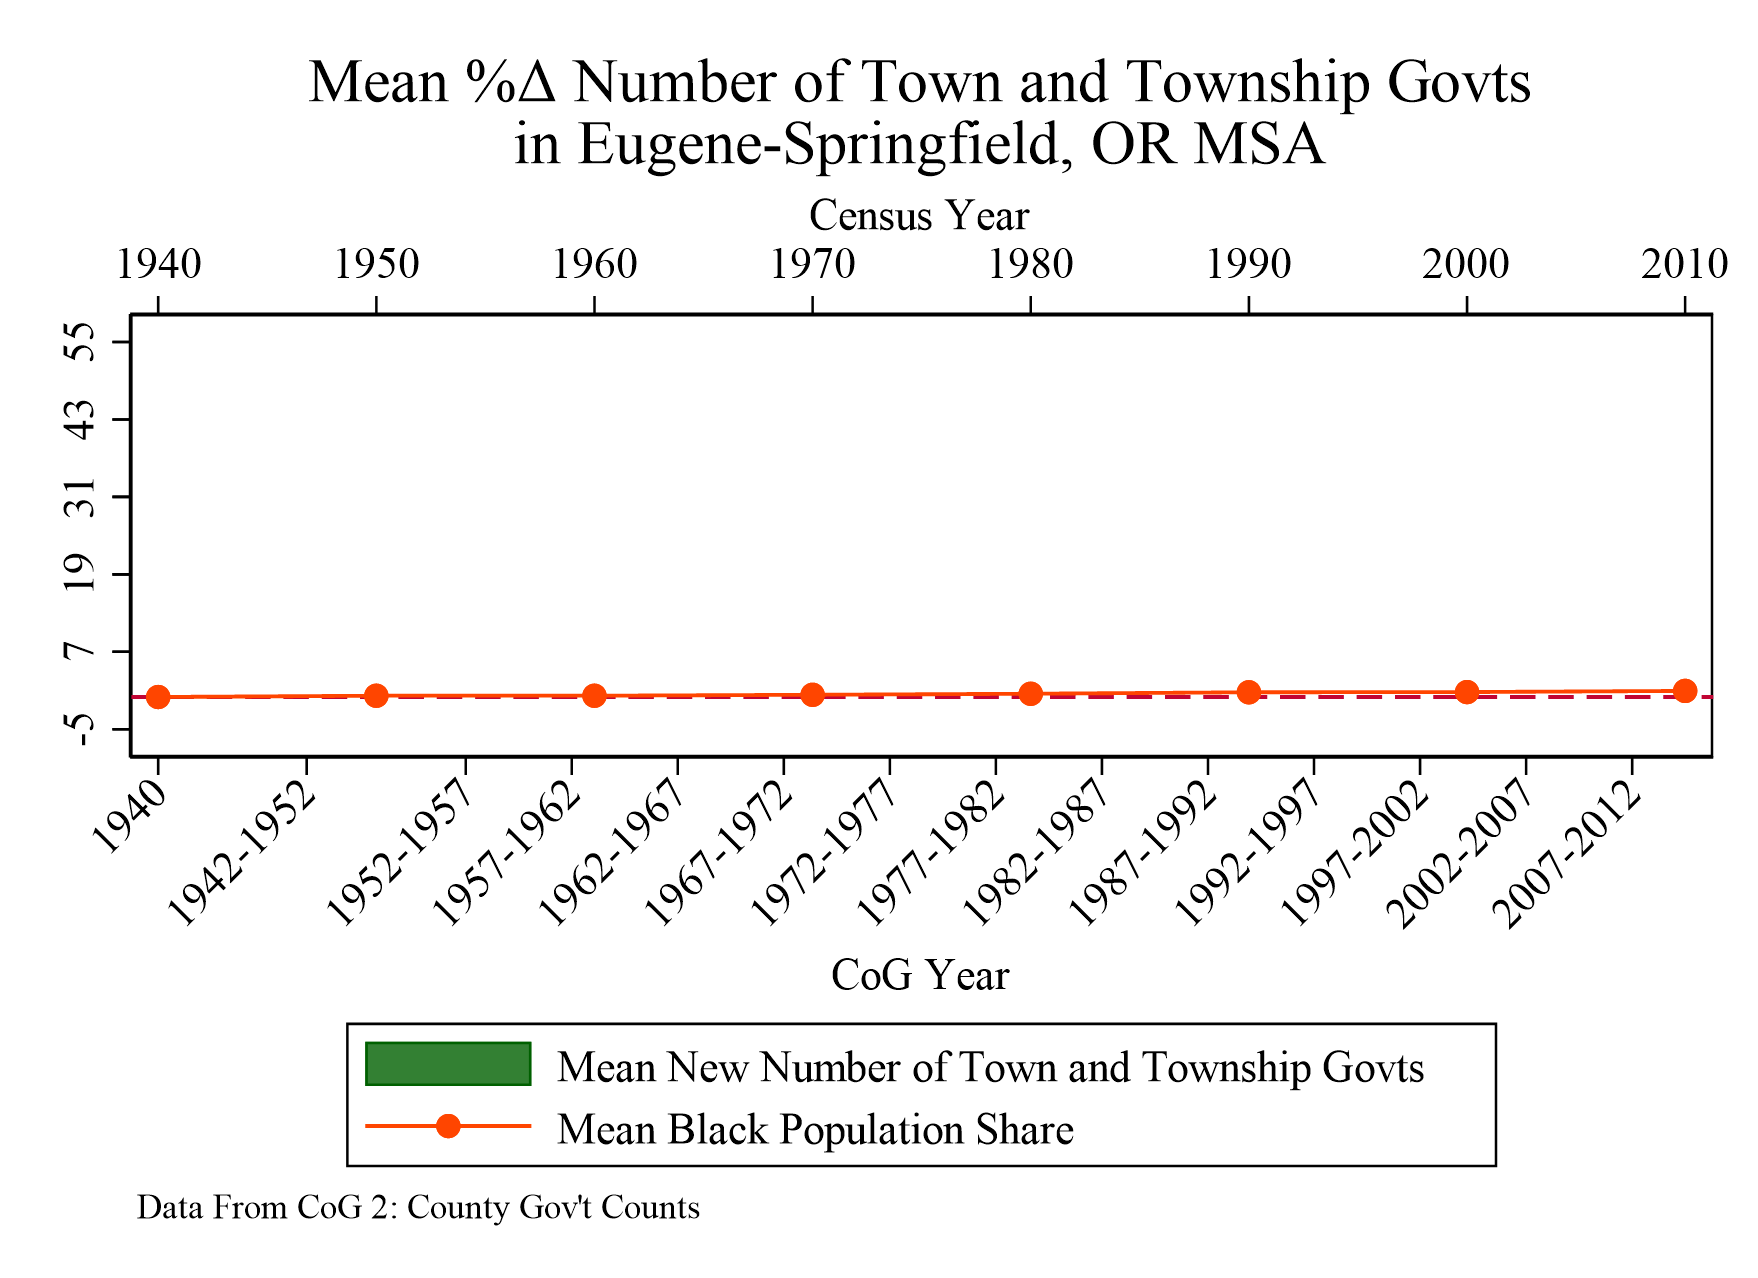 Mean %Δ Number of Town and Township Govts
in Eugene-Springfield, OR MSA
Census Year
1940 1950 1960 1970 1980 1990 2000 2010
55
43
31
19
7
-5
1940 1942-1952 1952-1957 1957-1962 1962-1967 1967-1972 1972-1977 1977-1982 1982-1987 1987-1992 1992-1997 1997-2002 2002-2007 2007-2012
CoG Year
Mean New Number of Town and Township Govts
Mean Black Population Share
Data From CoG 2: County Gov't Counts